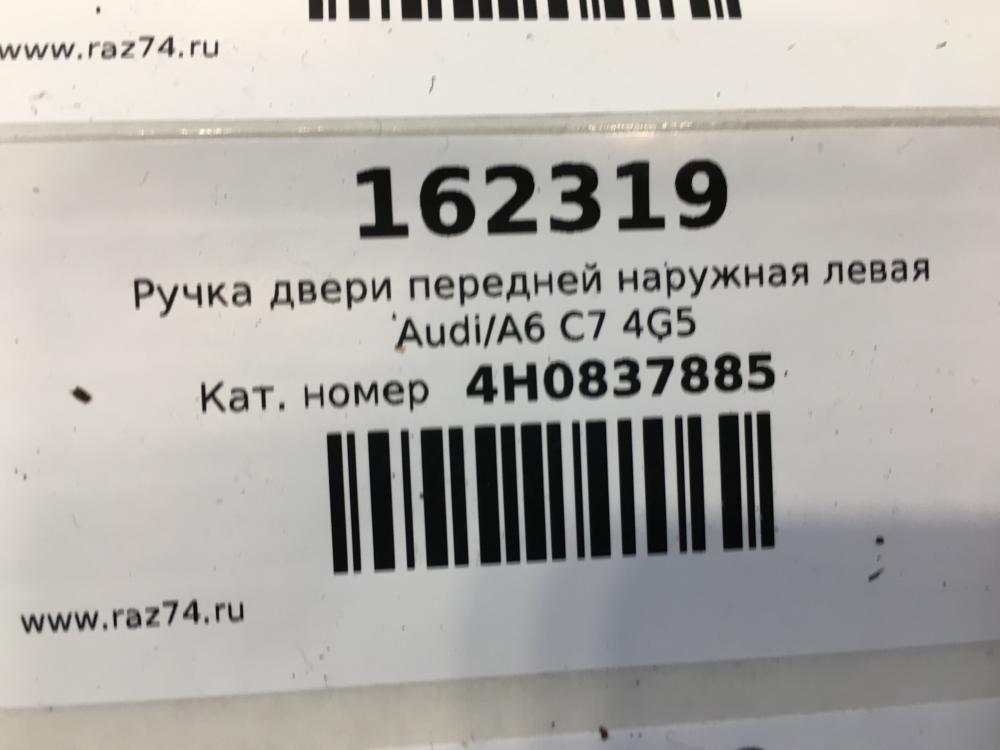 www.raz74.ru
162319
Ручка двери передней наружная левая
Audi/A6 C7 4G5
Кат. номер 4H0837885
www.raz74.ru